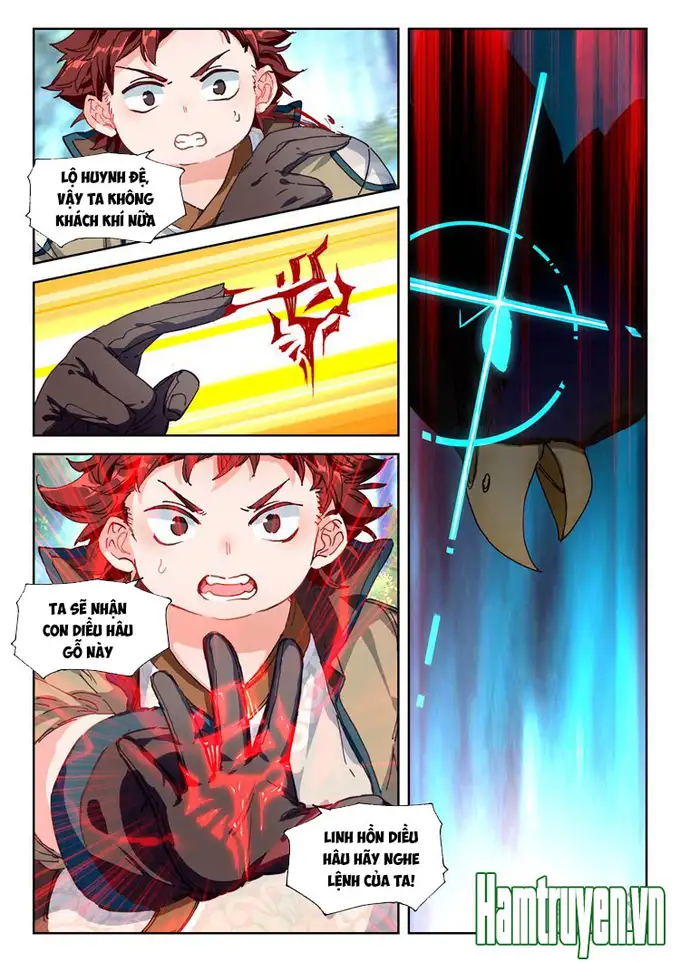 LỘ HUYNH ĐỆ,
VẬY TA KHÔNG
KHÁCH KHÍ NỮA
TA SẼ NHẬN
CON DIỀU HÂU
GỖ NÀY
LINH HỒN DIỀU
HÂU HÃY NGHE
LỆNH CỦA TA!
Hamtruyen.vn